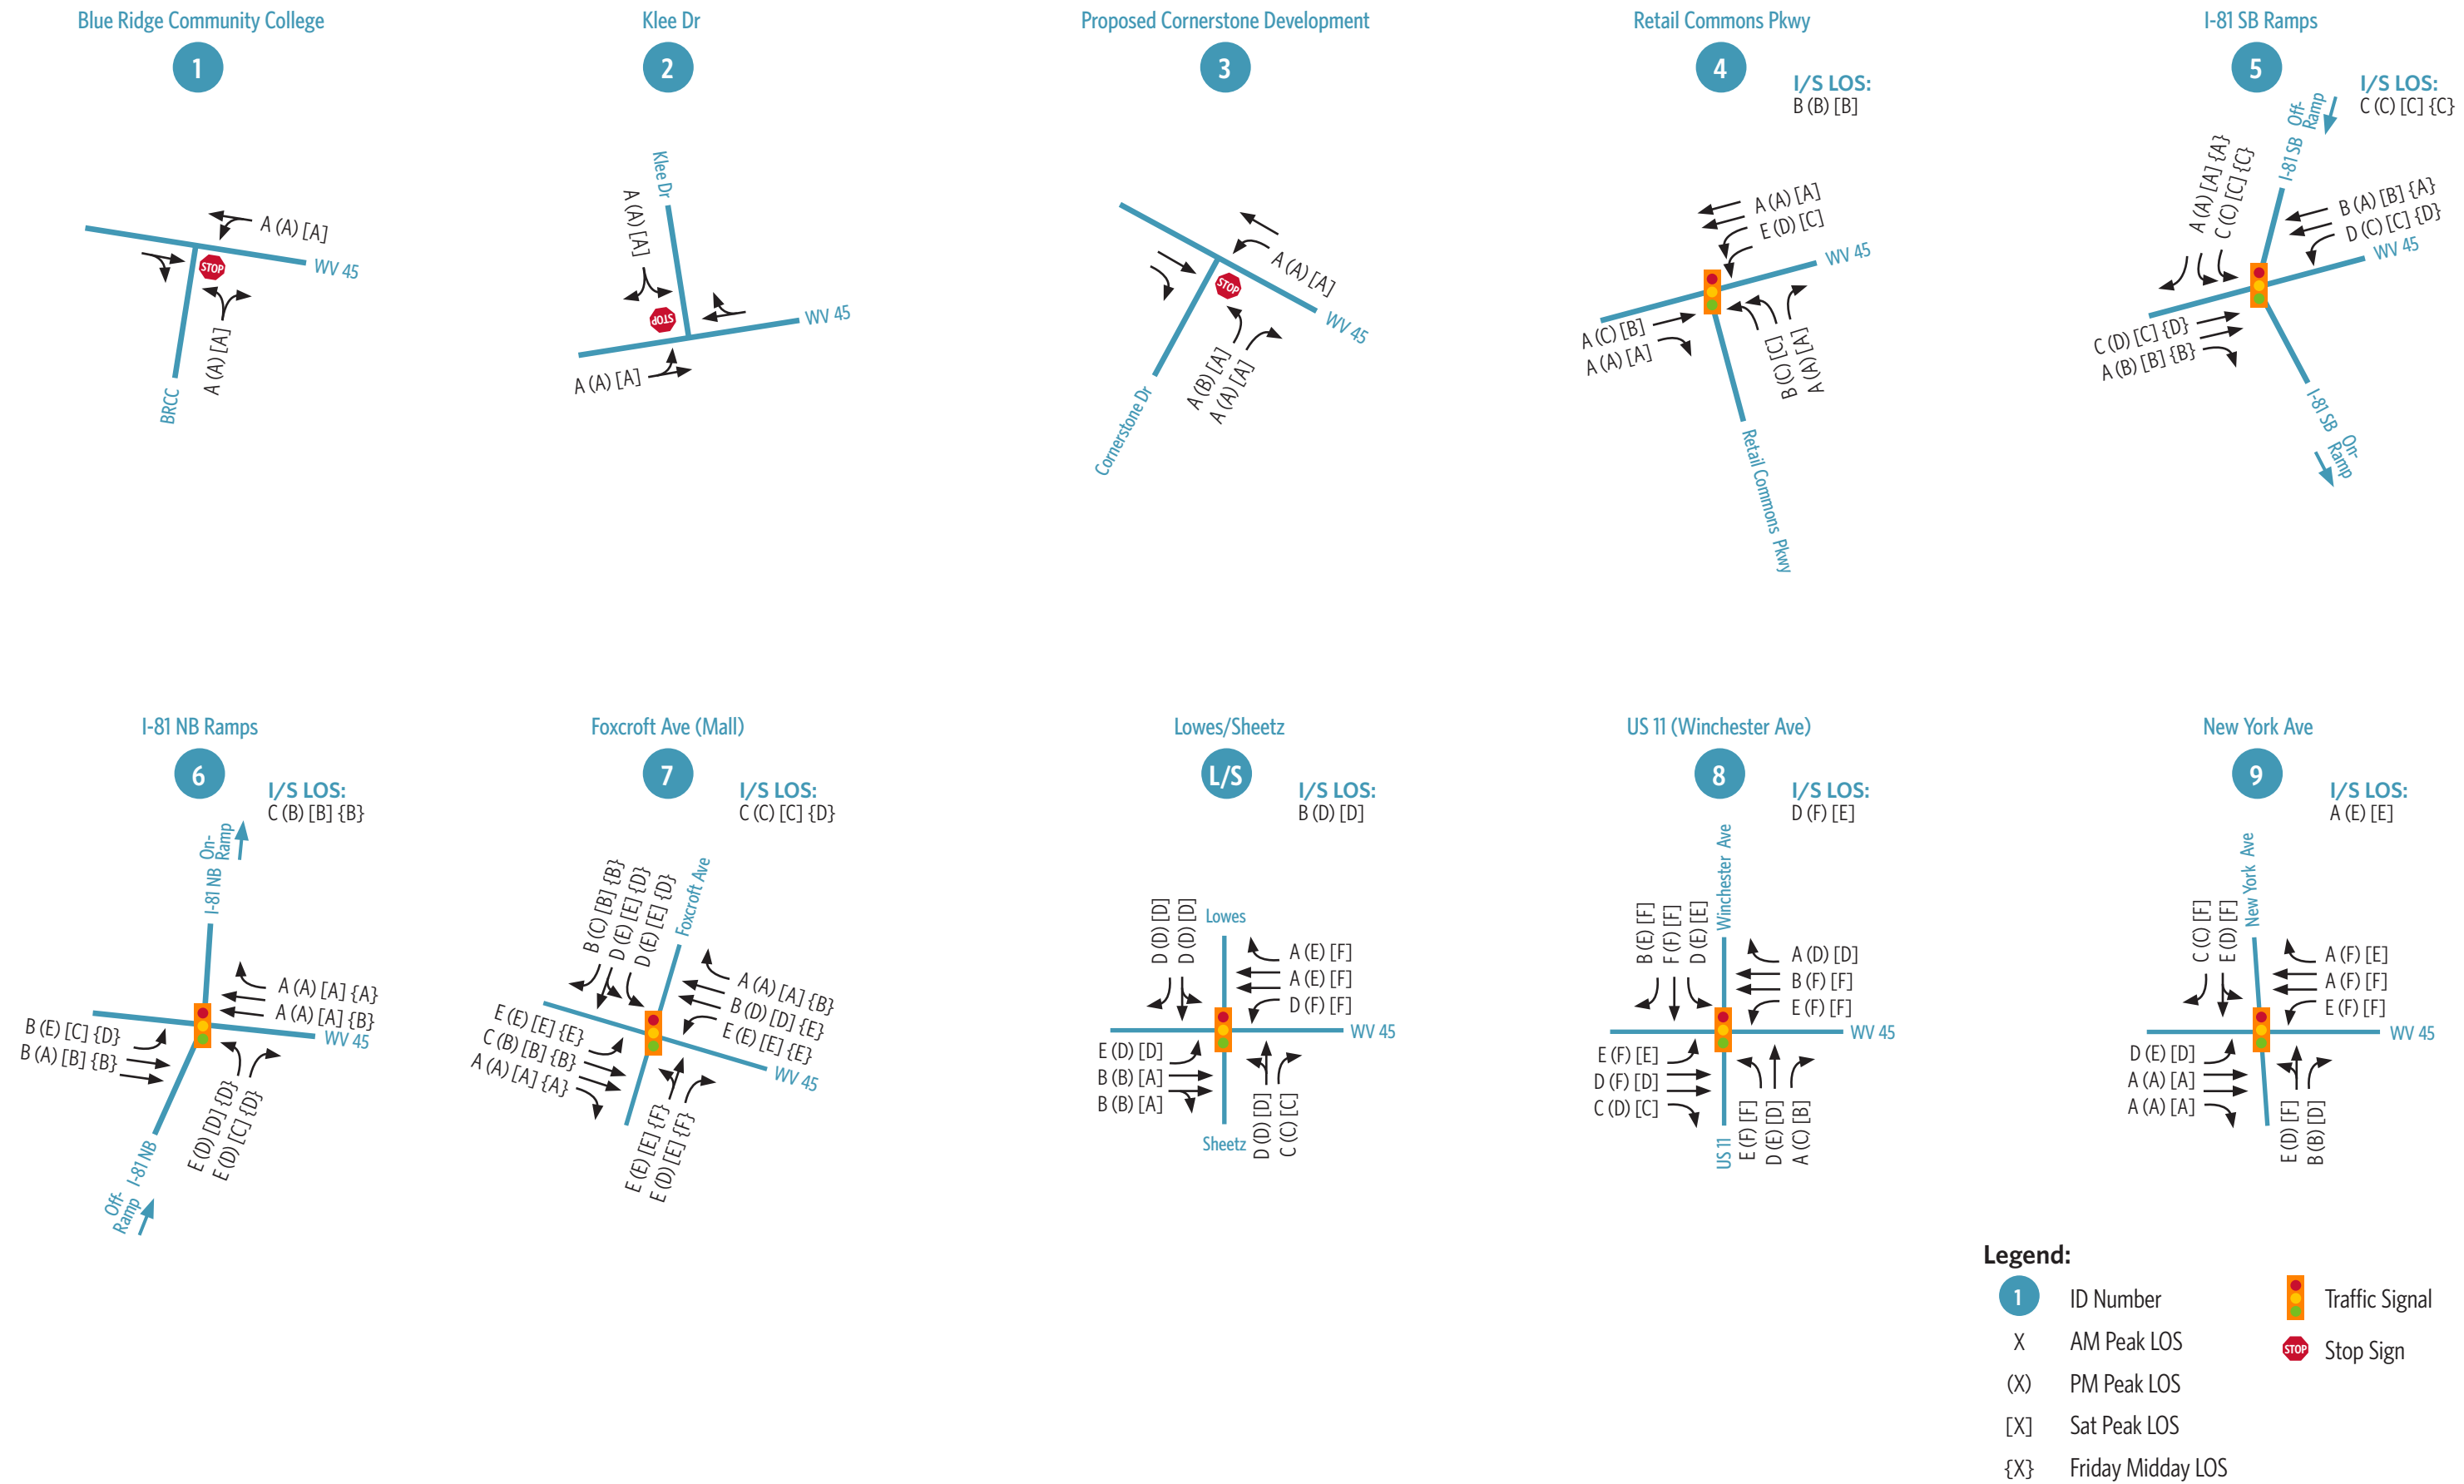 Blue Ridge Community College
1
A (A) [A]
WV 45
STOP
A (A) [A]
BRCC
Klee Dr
2
Klee Dr
A (A) [A]
STOP
WV 45
A (A) [A]
Proposed Cornerstone Development
3
A (A) [A]
STOP
WV 45
A (B) [A]
A (A) [A]
Cornerstone Dr
Retail Commons Pkwy
4
I/S LOS:
B (B) [B]
A (A) [A]
E (D) [C]
WV 45
A (C) [B]
A (A) [A]
B (C) [C]
A (A) [A]
Retail Commons Pkwy
I-81 SB Ramps
5
I/S LOS:
C (C) [C] {C}
I-81 SB Off-
Ramp
A (A) [A] {A}
C (C) [C] {C}
B (A) [B] {A}
D (C) [C] {D}
WV 45
C (D) [C] {D}
A (B) [B] {B}
I-81 SB On-
Ramp
I-81 NB Ramps
6
I/S LOS:
C (B) [B] {B}
I-81 NB On-
Ramp
A (A) [A] {A}
A (A) [A] {B}
WV 45
B (E) [C] {D}
B (A) [B] {B}
E (D) [D] {D}
E (D) [C] {D}
Off- I-81 NB
Ramp
Foxcroft Ave (Mall)
7
I/S LOS:
C (C) [C] {D}
B (C) [B] {B}
D (E) [E] {D}
D (E) [E] {D}
Foxcroft Ave
A (A) [A] {B}
B (D) [D] {E}
E (E) [E] {E}
WV 45
E (E) [E] {E}
C (B) [B] {B}
A (A) [A] {A}
E (E) [E] {F}
E (D) [E] {F}
Lowes/Sheetz
L/S
I/S LOS:
B (D) [D]
D (D) [D]
D (D) [D]
Lowes
A (E) [F]
A (E) [F]
D (F) [F]
WV 45
E (D) [D]
B (B) [A]
B (B) [A]
Sheetz
D (D) [D]
C (C) [C]
US 11 (Winchester Ave)
8
I/S LOS:
D (F) [E]
B (E) [F]
F (F) [F]
D (E) [E]
Winchester Ave
A (D) [D]
B (F) [F]
E (F) [F]
WV 45
E (F) [E]
D (F) [D]
C (D) [C]
US 11
E (F) [F]
D (E) [D]
A (C) [B]
New York Ave
9
I/S LOS:
A (E) [E]
C (C) [F]
E (D) [F]
New York Ave
A (F) [E]
A (F) [F]
E (F) [F]
WV 45
D (E) [D]
A (A) [A]
A (A) [A]
E (D) [F]
B (B) [D]
Legend:
1 ID Number
Traffic Signal
X AM Peak LOS
STOP Stop Sign
(X) PM Peak LOS
[X] Sat Peak LOS
{X} Friday Midday LOS